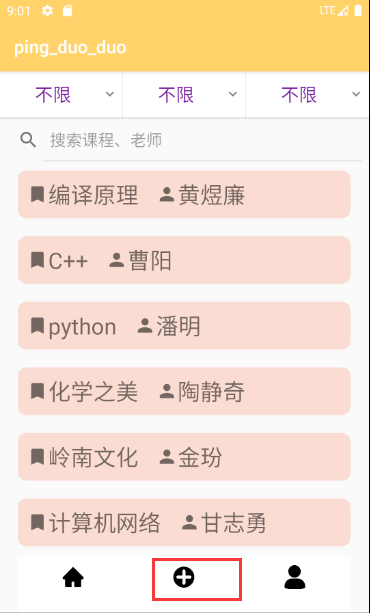 9:01 LTE
ping_duo_duo
不限 不限 不限
搜索课程、老师
编译原理 黄煜廉
C++ 曹阳
python 潘明
化学之美 陶静奇
岭南文化 金玢
计算机网络 甘志勇